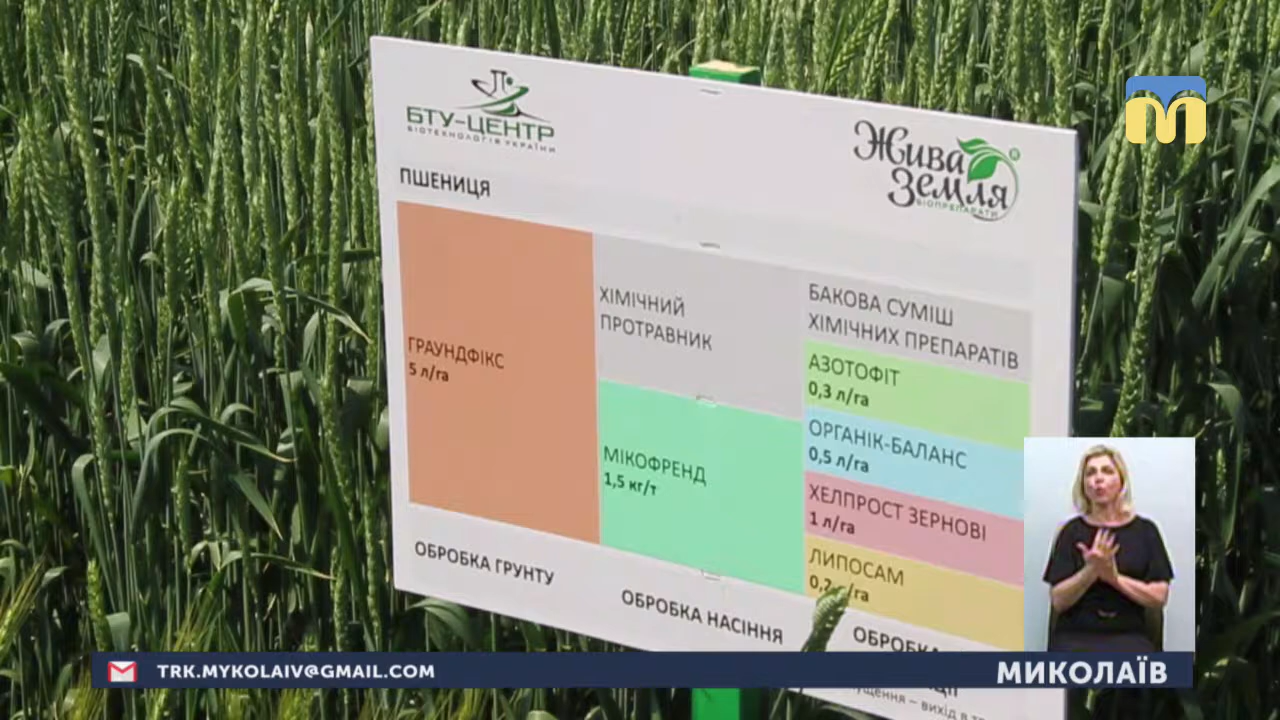 БТУ-ЦЕНТР
БІОТЕХНОЛОГІЇ УКРАЇНИ
Жива
Земля
®
БІОПРЕПАРАТИ
М
ПШЕНИЦЯ
ГРАУНДФІКС
5 л/га
ХІМІЧНИЙ
ПРОТРАВНИК
МІКОФРЕНД
1,5 кг/т
БАКОВА СУМІШ
ХІМІЧНИХ ПРЕПАРАТІВ
АЗОТОФІТ
0,3 л/га
ОРГАНІК-БАЛАНС
0,5 л/га
ХЕЛПРОСТ ЗЕРНОВІ
1 л/га
ЛИПОСАМ
ОБРОБКА ГРУНТУ
ОБРОБКА НАСІННЯ
TRK.MYKOLAIV@GMAIL.COM
МИКОЛАЇВ